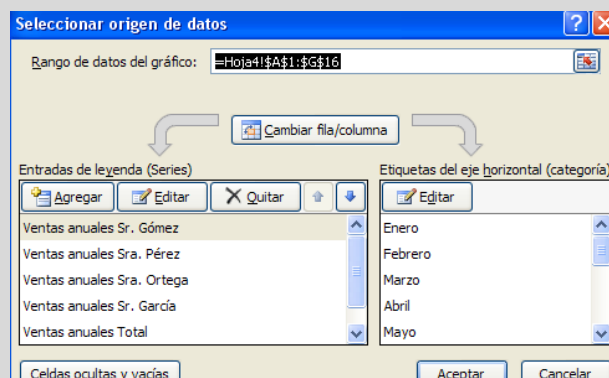 Seleccionar origen de datos
Rango de datos del gráfico: =Hoja4!$A$1:$G$16
Cambiar fila/columna
Entradas de leyenda (Series)
Etiquetas del eje horizontal (categoría)
Agregar Editar Quitar
Editar
Ventas anuales Sr. Gómez
Ventas anuales Sra. Pérez
Ventas anuales Sra. Ortega
Ventas anuales Sr. García
Ventas anuales Total
Enero
Febrero
Marzo
Abril
Mayo
Celdas ocultas y vacías
Aceptar Cancelar